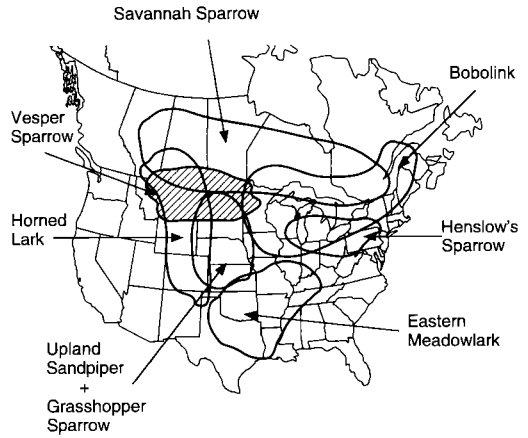 Savannah Sparrow
Bobolink
Vesper
Sparrow
Horned
Lark
Henslow's
Sparrow
Eastern
Meadowlark
Upland
Sandpiper
+
Grasshopper
Sparrow